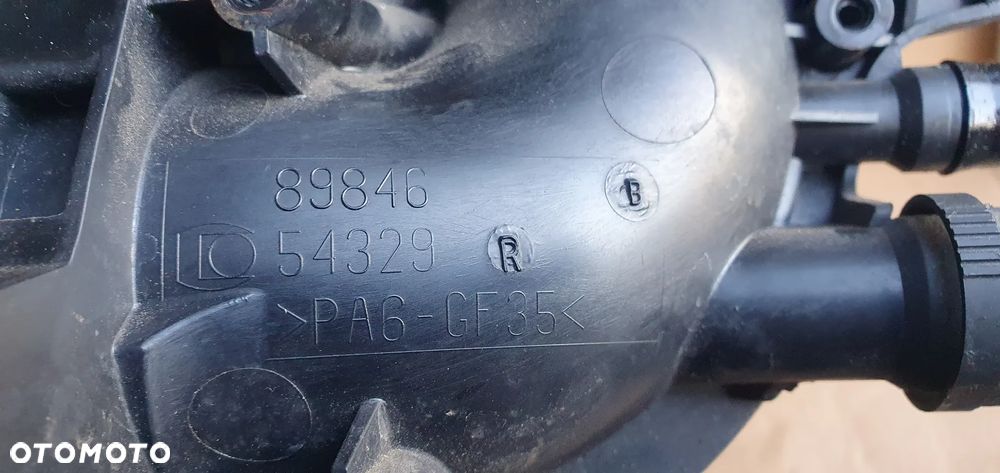 89846
54329
R
B
>PA6-GF35<
OTOMOTO